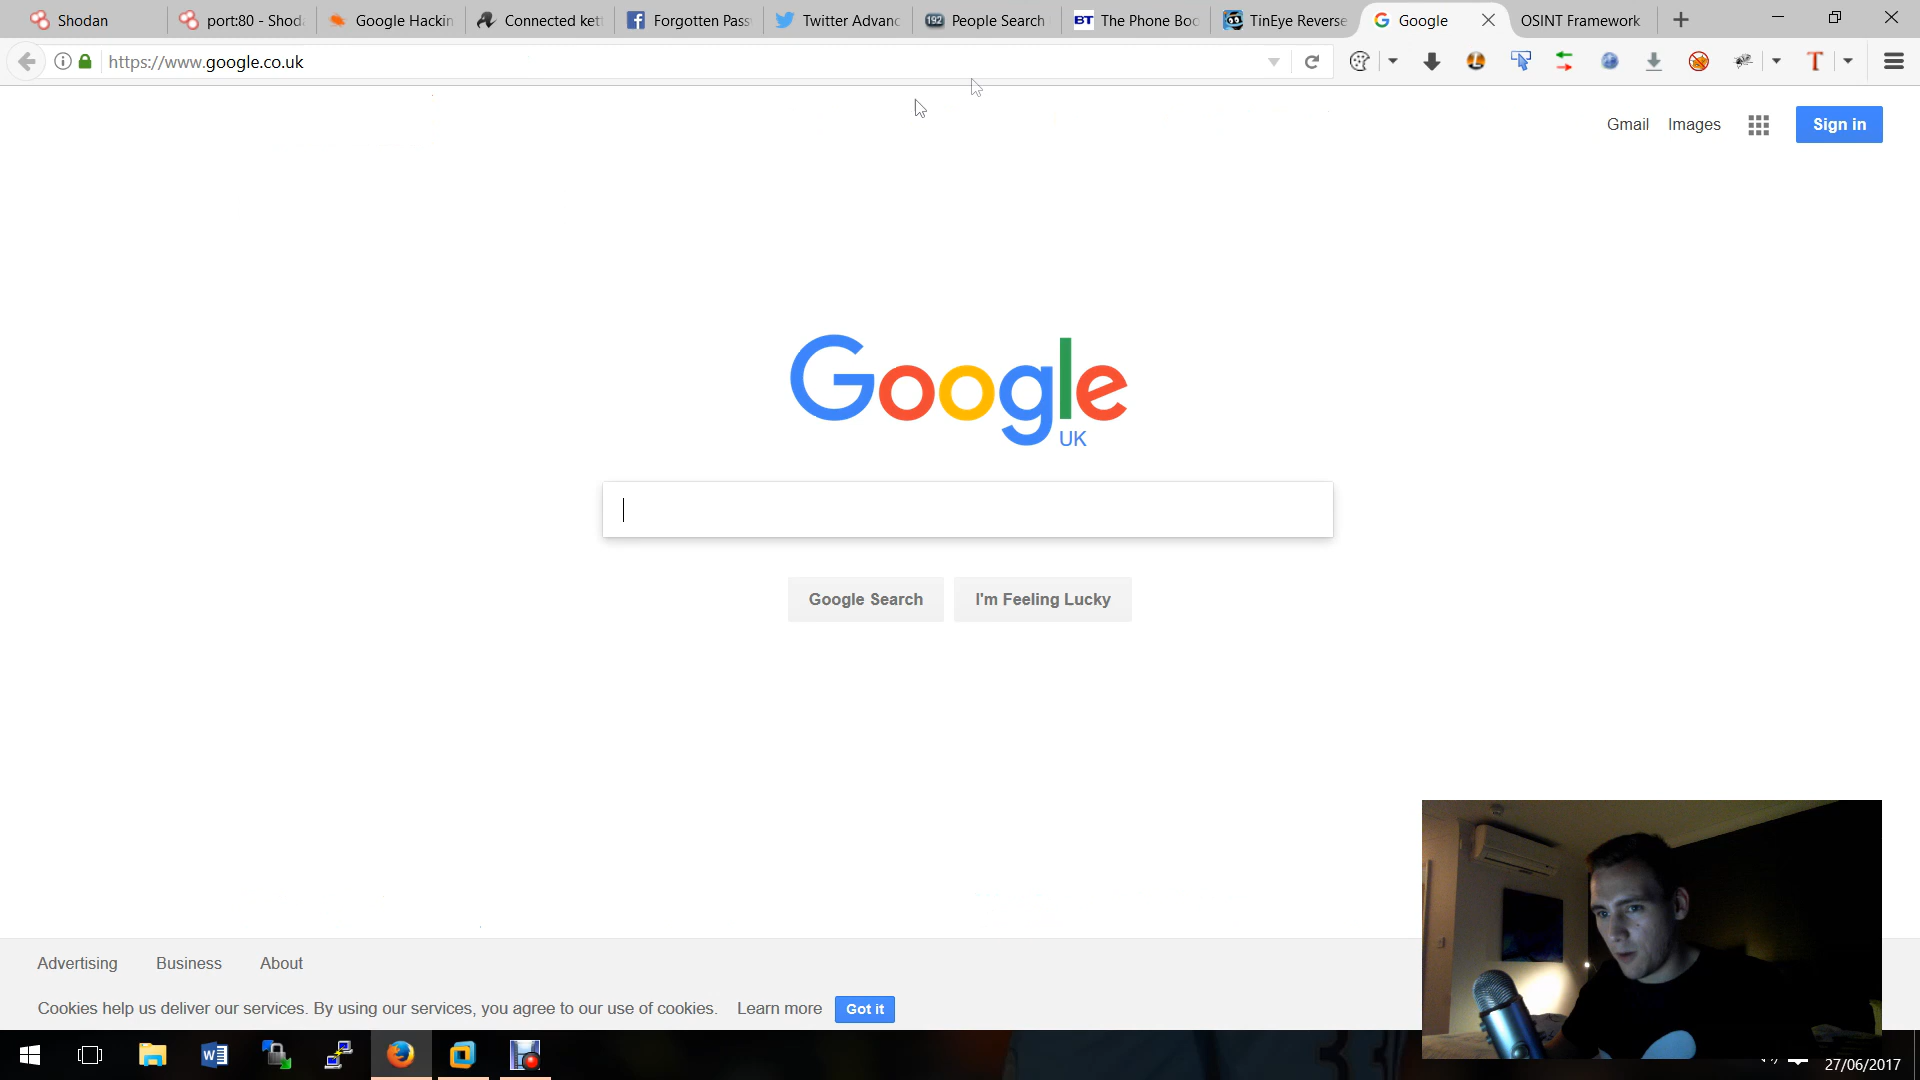 Shodan
port:80 - Shod
Google Hackin
Connected kett
Forgotten Pass
Twitter Advanc
192 People Search
BT The Phone Boo
TinEye Reverse
Google
OSINT Framework
https://www.google.co.uk
Gmail Images
Sign in
Google
UK
Google Search
I'm Feeling Lucky
Advertising Business About
Cookies help us deliver our services. By using our services, you agree to our use of cookies. Learn more Got it
27/06/2017